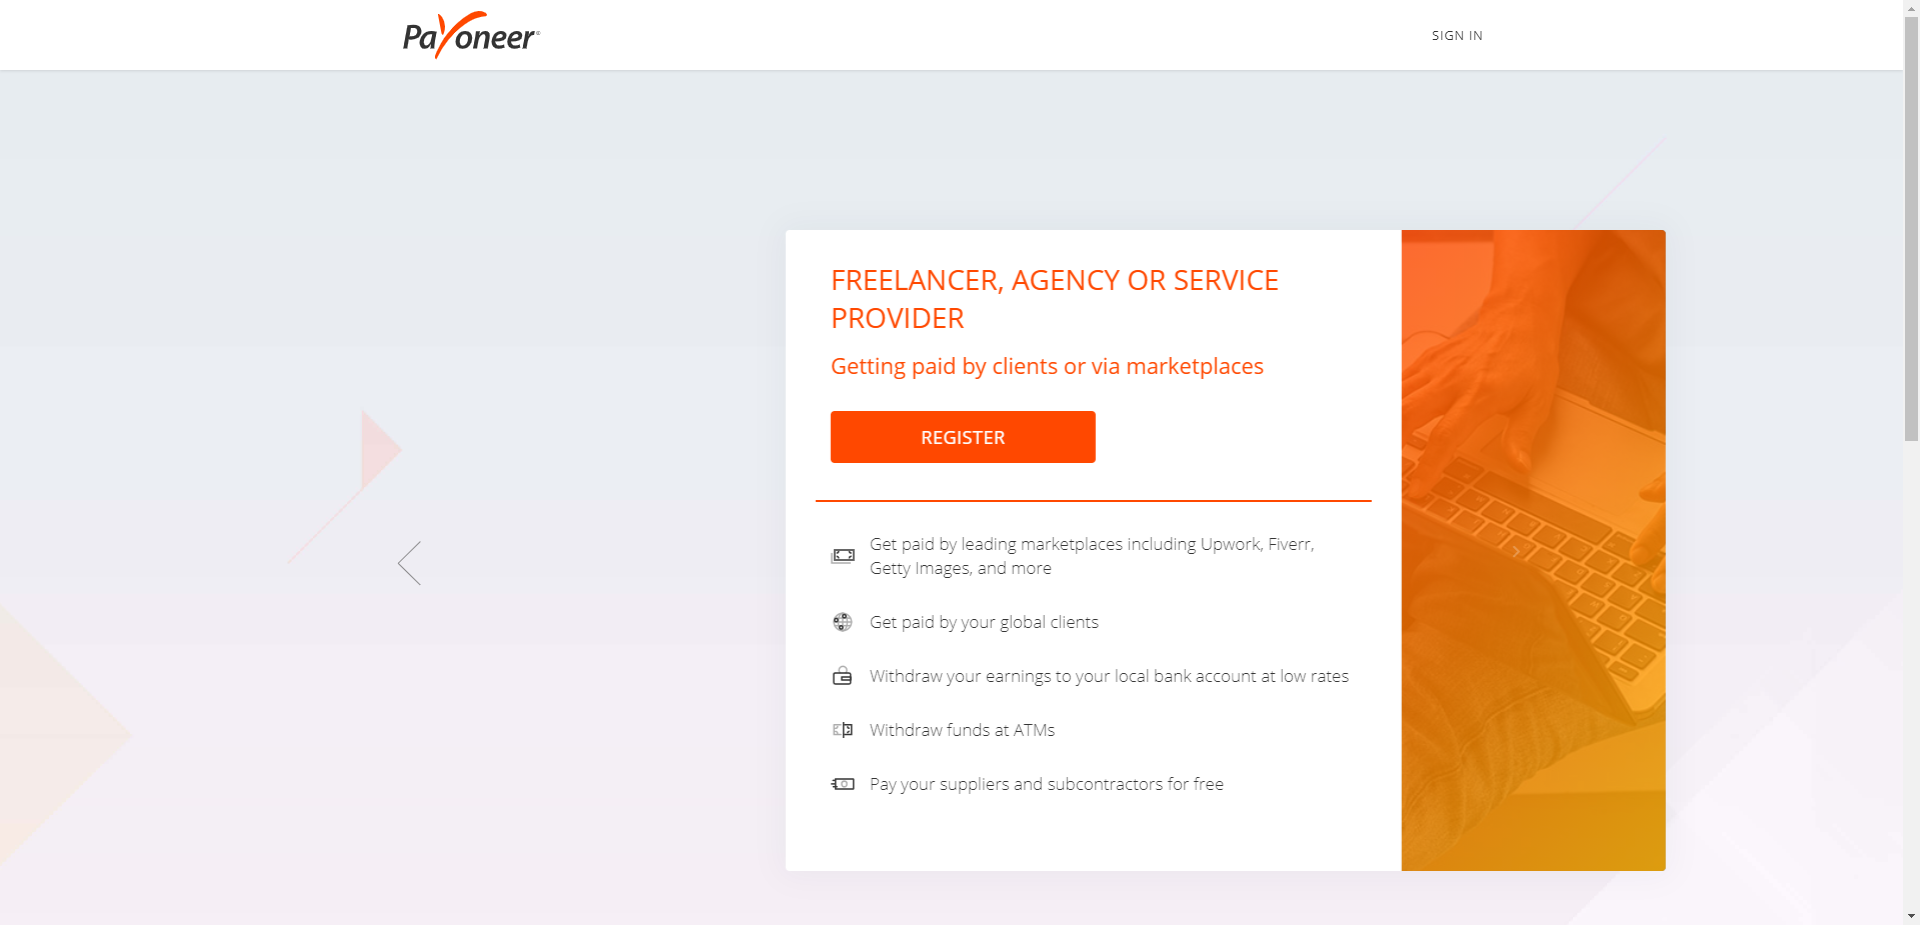 Payoneer
SIGN IN
FREELANCER, AGENCY OR SERVICE
PROVIDER
Getting paid by clients or via marketplaces
REGISTER
Get paid by leading marketplaces including Upwork, Fiverr,
Getty Images, and more
Get paid by your global clients
Withdraw your earnings to your local bank account at low rates
Withdraw funds at ATMs
Pay your suppliers and subcontractors for free